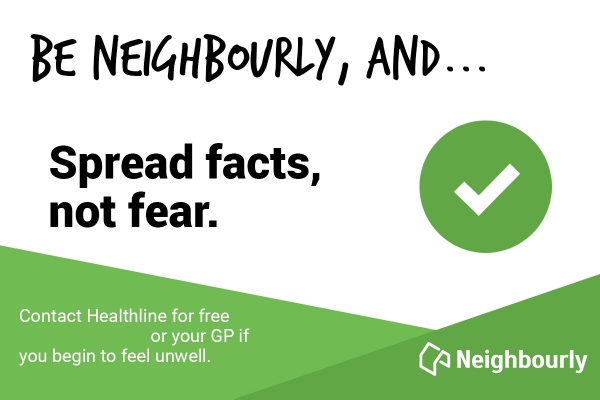 BE NEIGHBOURLY, AND...
Spread facts,
not fear.
Contact Healthline for free
or your GP if
you begin to feel unwell.
Neighbourly